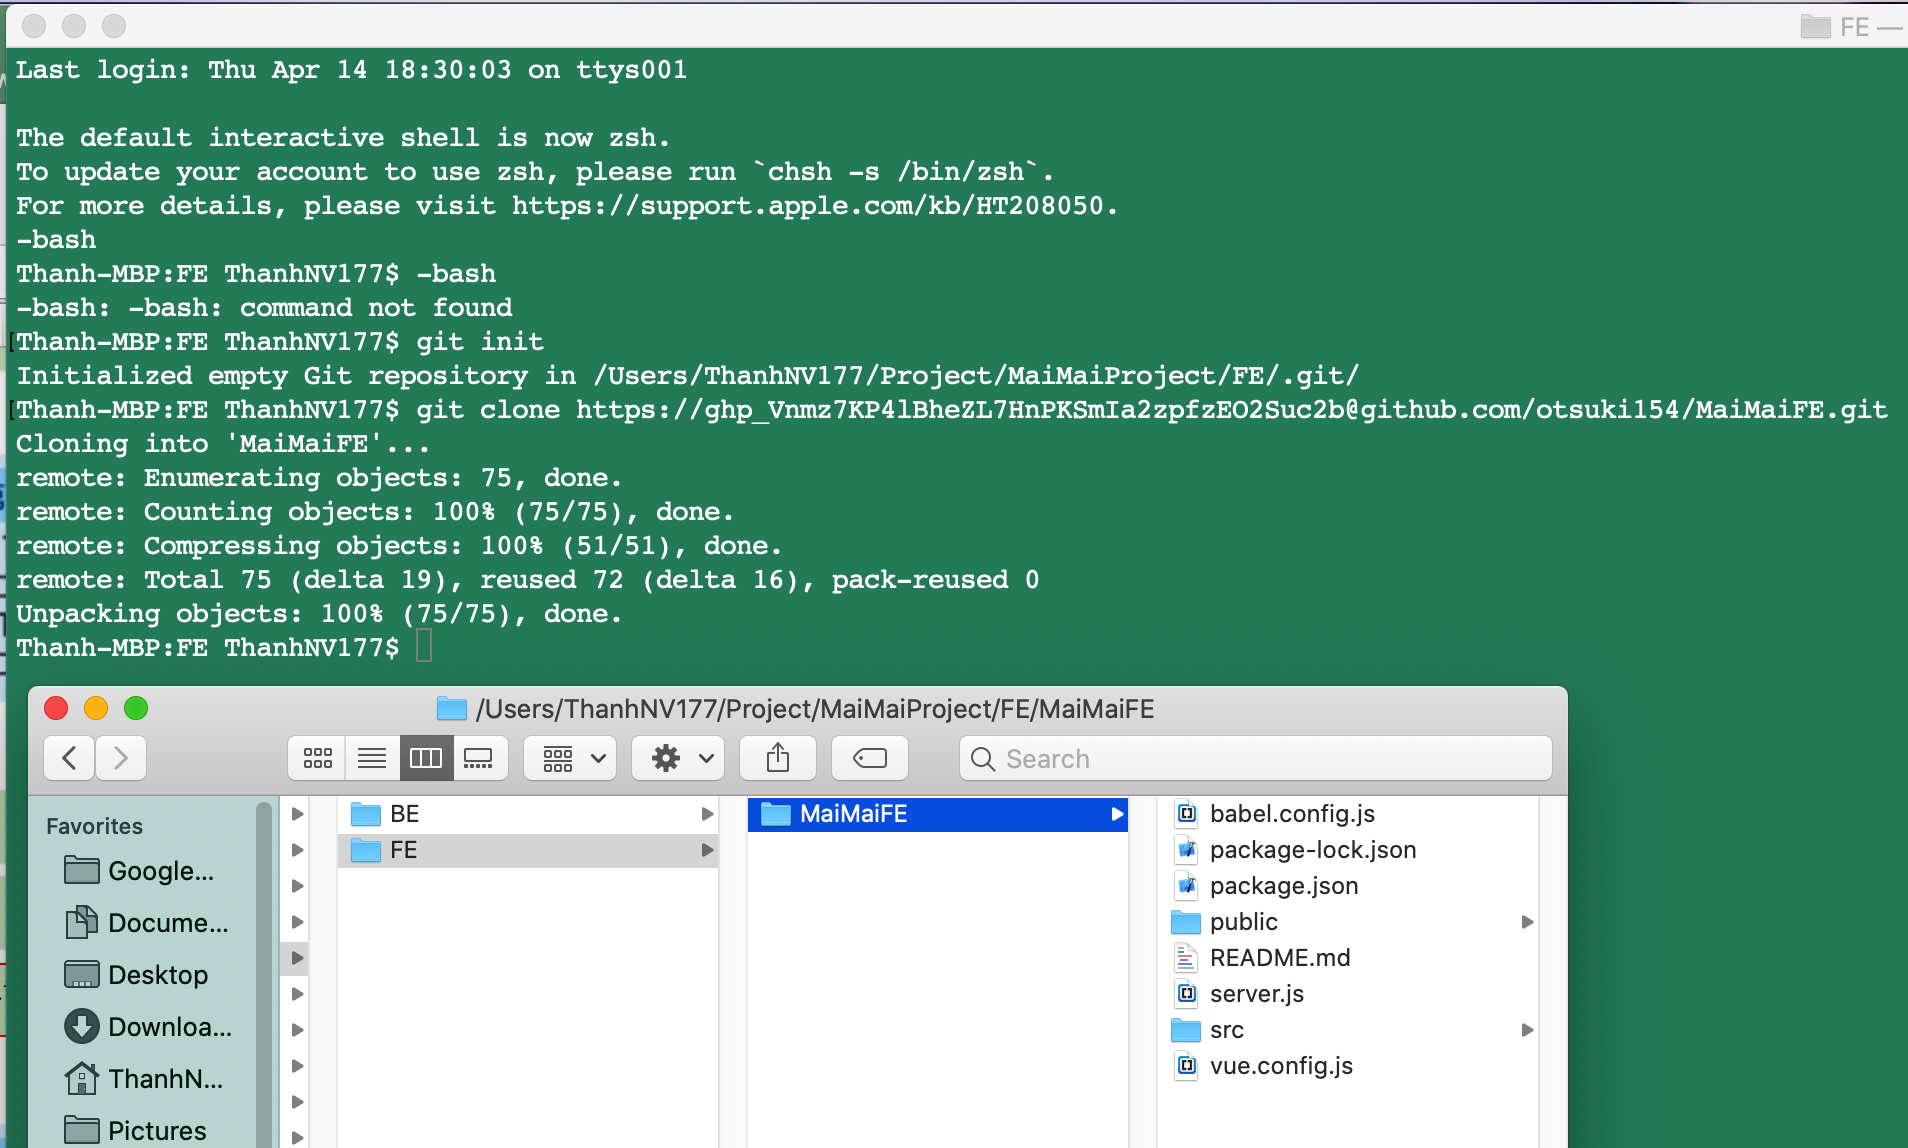 FE —
Last login: Thu Apr 14 18:30:03 on ttys001
The default interactive shell is now zsh.
To update your account to use zsh, please run `chsh -s /bin/zsh`.
For more details, please visit https://support.apple.com/kb/HT208050.
-bash
Thanh-MBP:FE ThanhNV177$ -bash
-bash: -bash: command not found
[Thanh-MBP:FE ThanhNV177$ git init
Initialized empty Git repository in /Users/ThanhNV177/Project/MaiMaiProject/FE/.git/
[Thanh-MBP:FE ThanhNV177$ git clone https://ghp_[REDACTED]@github.com/otsuki154/MaiMaiFE.git
Cloning into 'MaiMaiFE'...
remote: Enumerating objects: 75, done.
remote: Counting objects: 100% (75/75), done.
remote: Compressing objects: 100% (51/51), done.
remote: Total 75 (delta 19), reused 72 (delta 16), pack-reused 0
Unpacking objects: 100% (75/75), done.
Thanh-MBP:FE ThanhNV177$
/Users/ThanhNV177/Project/MaiMaiProject/FE/MaiMaiFE
Search
Favorites
Google...
Docume...
Desktop
Downloa...
ThanhN...
Pictures
BE
FE
MaiMaiFE
babel.config.js
package-lock.json
package.json
public
README.md
server.js
src
vue.config.js